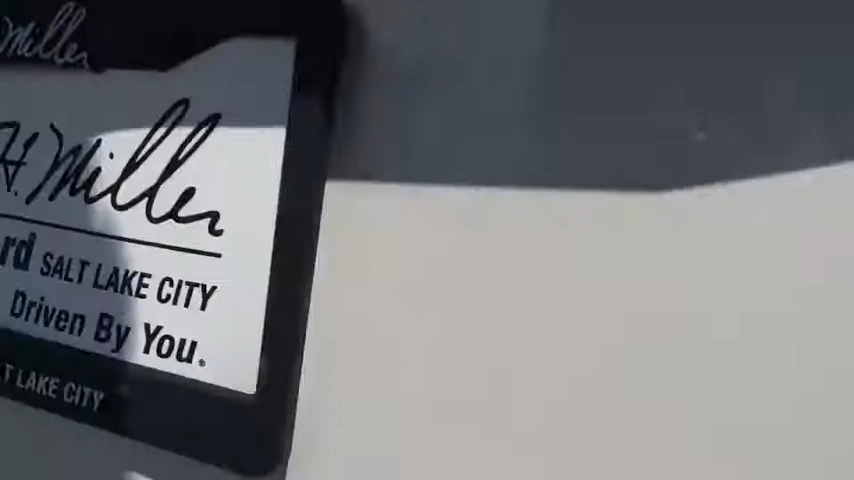 Miller
H. Miller
rd SALT LAKE CITY
Driven By You.
T LAKE CITY